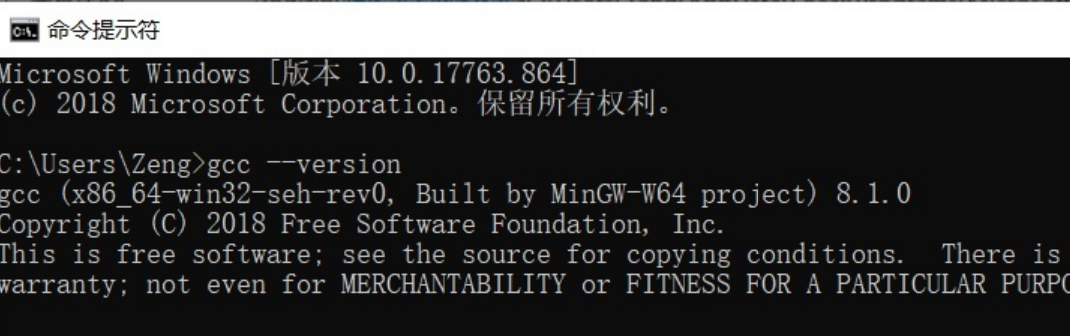 命令提示符
Microsoft Windows [版本 10.0.17763.864]
(c) 2018 Microsoft Corporation。保留所有权利。
C:\Users\Zeng>gcc --version
gcc (x86_64-win32-seh-rev0, Built by MinGW-W64 project) 8.1.0
Copyright (C) 2018 Free Software Foundation, Inc.
This is free software; see the source for copying conditions.  There is
warranty; not even for MERCHANTABILITY or FITNESS FOR A PARTICULAR